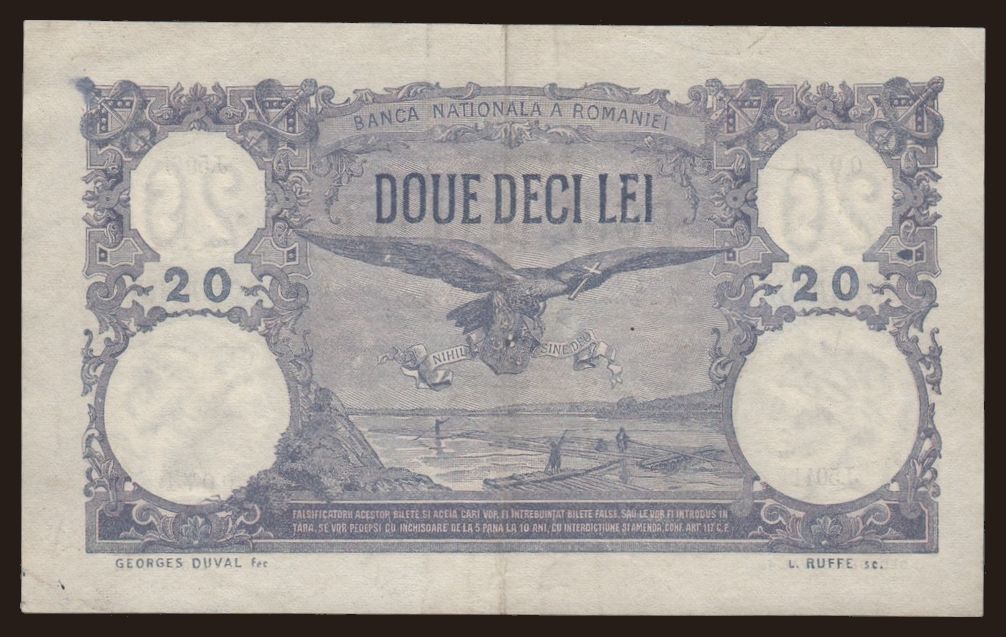 BANCA NATIONALA A ROMANIEI
DOUE DECI LEI
20 20
NIHIL SINE DEO
FALSIFICATORII ACESTOR BILETE SI ACEIA CARI VOR FI INTREBUINTAT BILETE FALSE, SAU LE VOR FI INTRODUS IN
TARA, SE VOR PEDEPSI CU INCHISOARE DE LA 5 PANA LA 10 ANI, CU INTERDICTIUNE SI AMENDA, CONF. ART 117 C.P.
GEORGES DUVAL fec L. RUFFE sc.